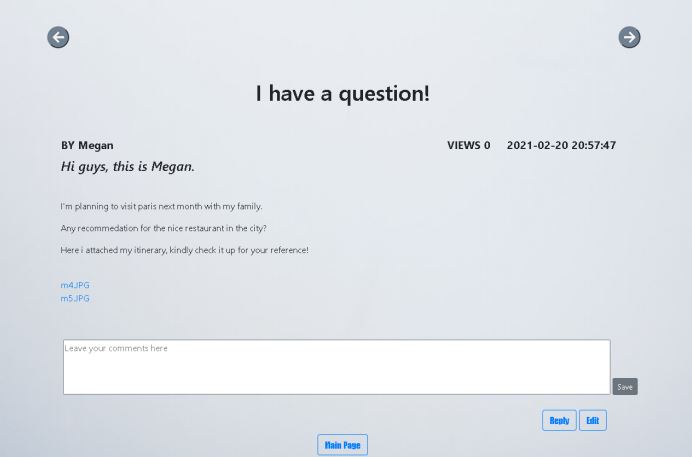 I have a question!
BY Megan VIEWS 0 2021-02-20 20:57:47
Hi guys, this is Megan.
I'm planning to visit paris next month with my family.
Any recommedation for the nice restaurant in the city?
Here i attached my itinerary, kindly check it up for your reference!
m4.JPG
m5.JPG
Leave your comments here
Save
Reply Edit
Main Page